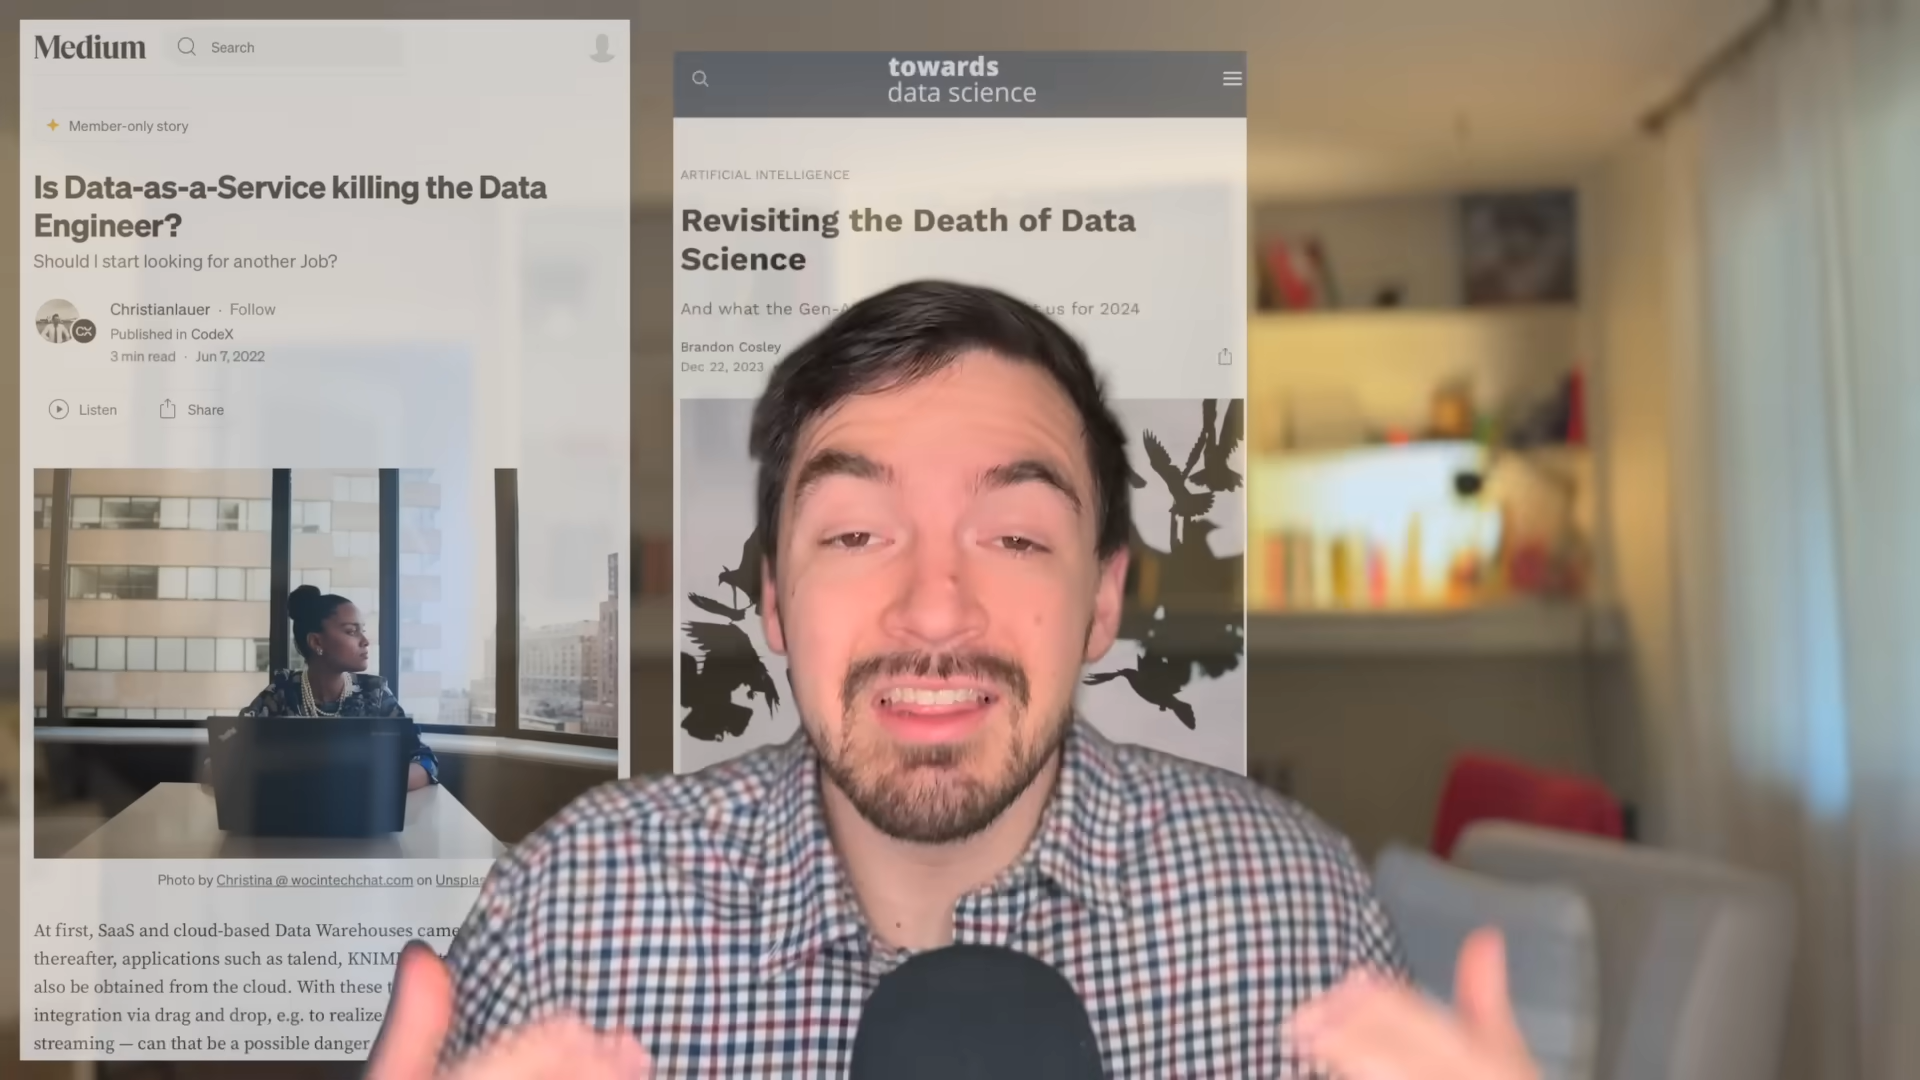 Medium
Search
Member-only story
Is Data-as-a-Service killing the Data
Engineer?
Should I start looking for another Job?
Christianlauer · Follow
CX
Published in CodeX
3 min read · Jun 7, 2022
Listen
Share
Photo by Christina @ wocintechchat.com on
At first, SaaS and cloud-based Data Warehouses came
thereafter, applications such as talend,
also be obtained from the cloud. With these
integration via drag and drop, e.g. to realize
streaming — can that be a possible danger
towards
data science
ARTIFICIAL INTELLIGENCE
Revisiting the Death of Data
Science
And what the us for 2024
Brandon Cosley
Dec 22, 2023